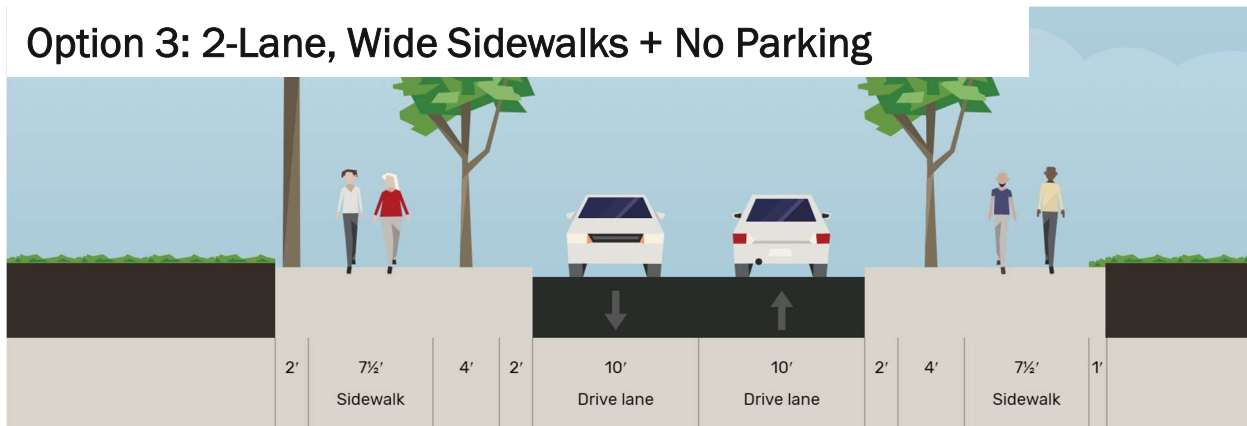 Option 3: 2-Lane, Wide Sidewalks + No Parking
2′ 7½′ 4′ 2′ 10′ 10′ 2′ 4′ 7½′ 1′
Sidewalk Drive lane Drive lane Sidewalk